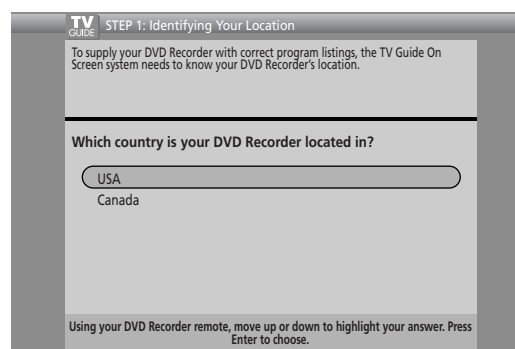 TV
GUIDE
STEP 1: Identifying Your Location
To supply your DVD Recorder with correct program listings, the TV Guide On
Screen system needs to know your DVD Recorder's location.
Which country is your DVD Recorder located in?
USA
Canada
Using your DVD Recorder remote, move up or down to highlight your answer. Press
Enter to choose.